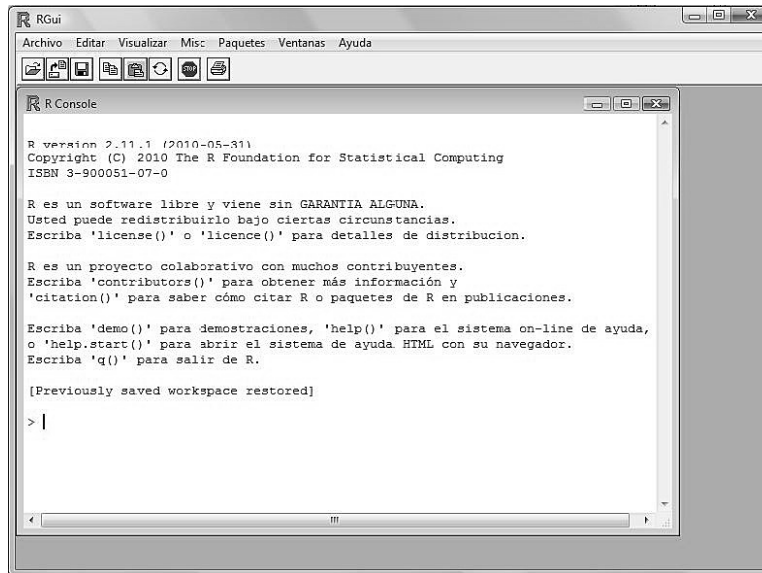 RGui
Archivo Editar Visualizar Misc Paquetes Ventanas Ayuda
STOP
R Console
R version 2.11.1 (2010-05-31)
Copyright (C) 2010 The R Foundation for Statistical Computing
ISBN 3-900051-07-0
R es un software libre y viene sin GARANTIA ALGUNA.
Usted puede redistribuirlo bajo ciertas circunstancias.
Escriba 'license()' o 'licence()' para detalles de distribucion.
R es un proyecto colaborativo con muchos contribuyentes.
Escriba 'contributors()' para obtener más información y
'citation()' para saber cómo citar R o paquetes de R en publicaciones.
Escriba 'demo()' para demostraciones, 'help()' para el sistema on-line de ayuda,
o 'help.start()' para abrir el sistema de ayuda HTML con su navegador.
Escriba 'q()' para salir de R.
[Previously saved workspace restored]
>